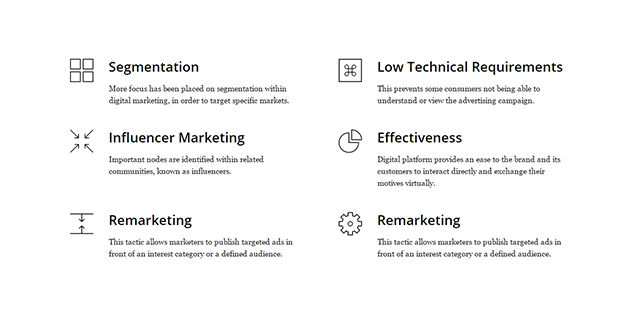 Segmentation
More focus has been placed on segmentation within
digital marketing, in order to target specific markets.
Low Technical Requirements
This prevents some consumers not being able to
understand or view the advertising campaign.
Influencer Marketing
Important nodes are identified within related
communities, known as influencers.
Effectiveness
Digital platform provides an ease to the brand and its
customers to interact directly and exchange their
motives virtually.
Remarketing
This tactic allows marketers to publish targeted ads in
front of an interest category or a defined audience.
Remarketing
This tactic allows marketers to publish targeted ads in
front of an interest category or a defined audience.